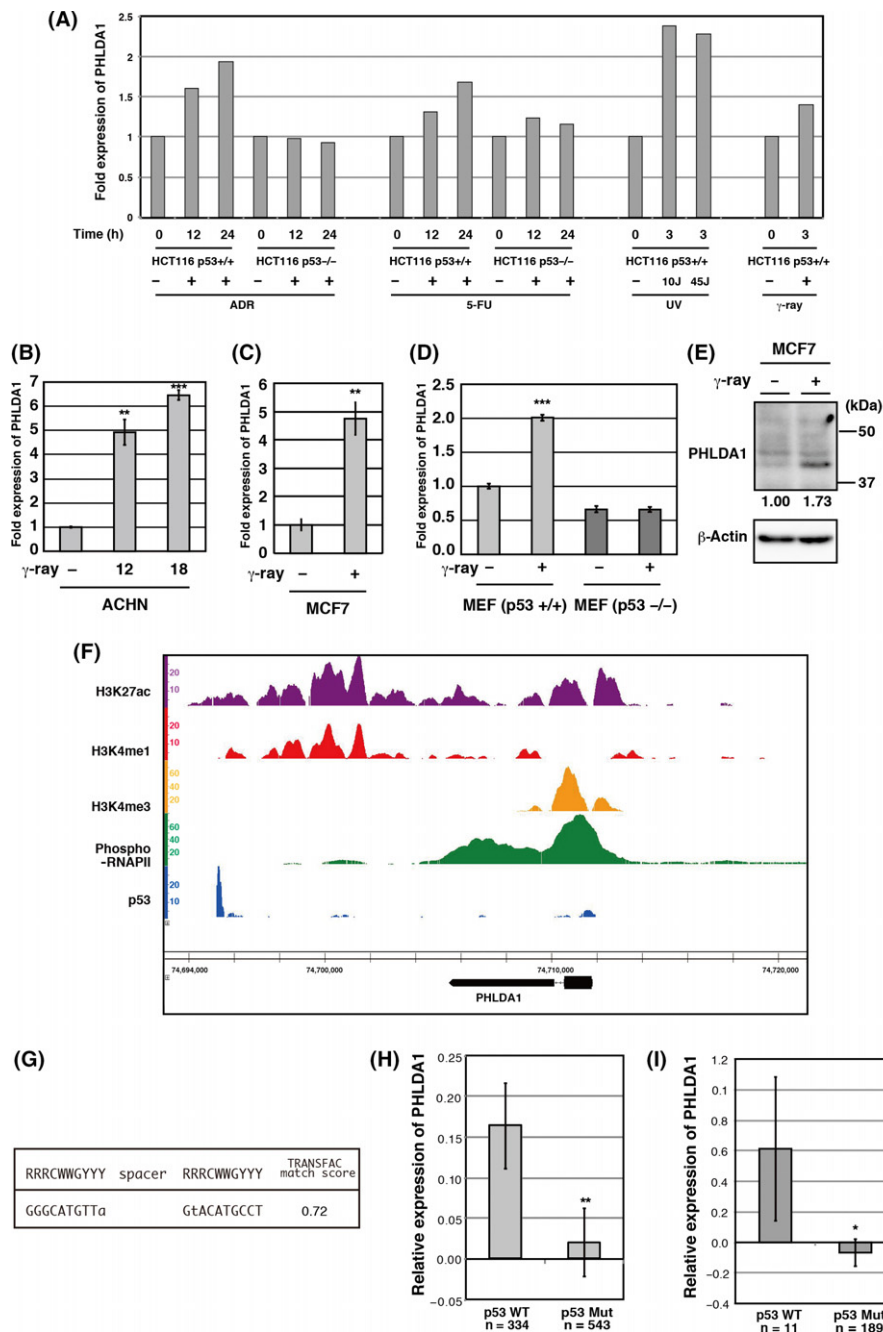 (A)
Fold expression of PHLDA1
2.5
2
1.5
1
0.5
0
Time (h) 0 12 24 0 12 24 0 12 24 0 12 24 0 3 3 0 3
HCT116 p53+/+ HCT116 p53−/− HCT116 p53+/+ HCT116 p53−/− HCT116 p53+/+ HCT116 p53+/+
− + + − + + − + + − + + − 10J 45J − +
ADR 5-FU UV γ-ray
(B)
Fold expression of PHLDA1
7
6
5
4
3
2
1
0
** ***
γ-ray − 12 18
ACHN
(C)
Fold expression of PHLDA1
6
5
4
3
2
1
0
**
γ-ray − +
MCF7
(D)
Fold expression of PHLDA1
2.5
2.0
1.5
1.0
0.5
0.0
***
γ-ray − + − +
MEF (p53 +/+) MEF (p53 −/−)
(E)
MCF7
γ-ray − +
(kDa)
50
PHLDA1
37
1.00 1.73
β-Actin
(F)
H3K27ac
20
10
H3K4me1
20
10
H3K4me3
60
40
20
Phospho
-RNAPII
60
40
20
p53
20
10
74,694,000 74,700,000 74,710,000 74,720,000
PHLDA1
(G)
RRRCWWGYYY spacer RRRCWWGYYY TRANSFAC
match score
GGGCATGTTa GtACATGCCT 0.72
(H)
Relative expression of PHLDA1
0.25
0.20
0.15
0.10
0.05
0.00
−0.05
**
p53 WT p53 Mut
n = 334 n = 543
(I)
Relative expression of PHLDA1
1.2
1.0
0.8
0.6
0.4
0.2
0.0
−0.2
−0.4
*
p53 WT p53 Mut
n = 11 n = 189